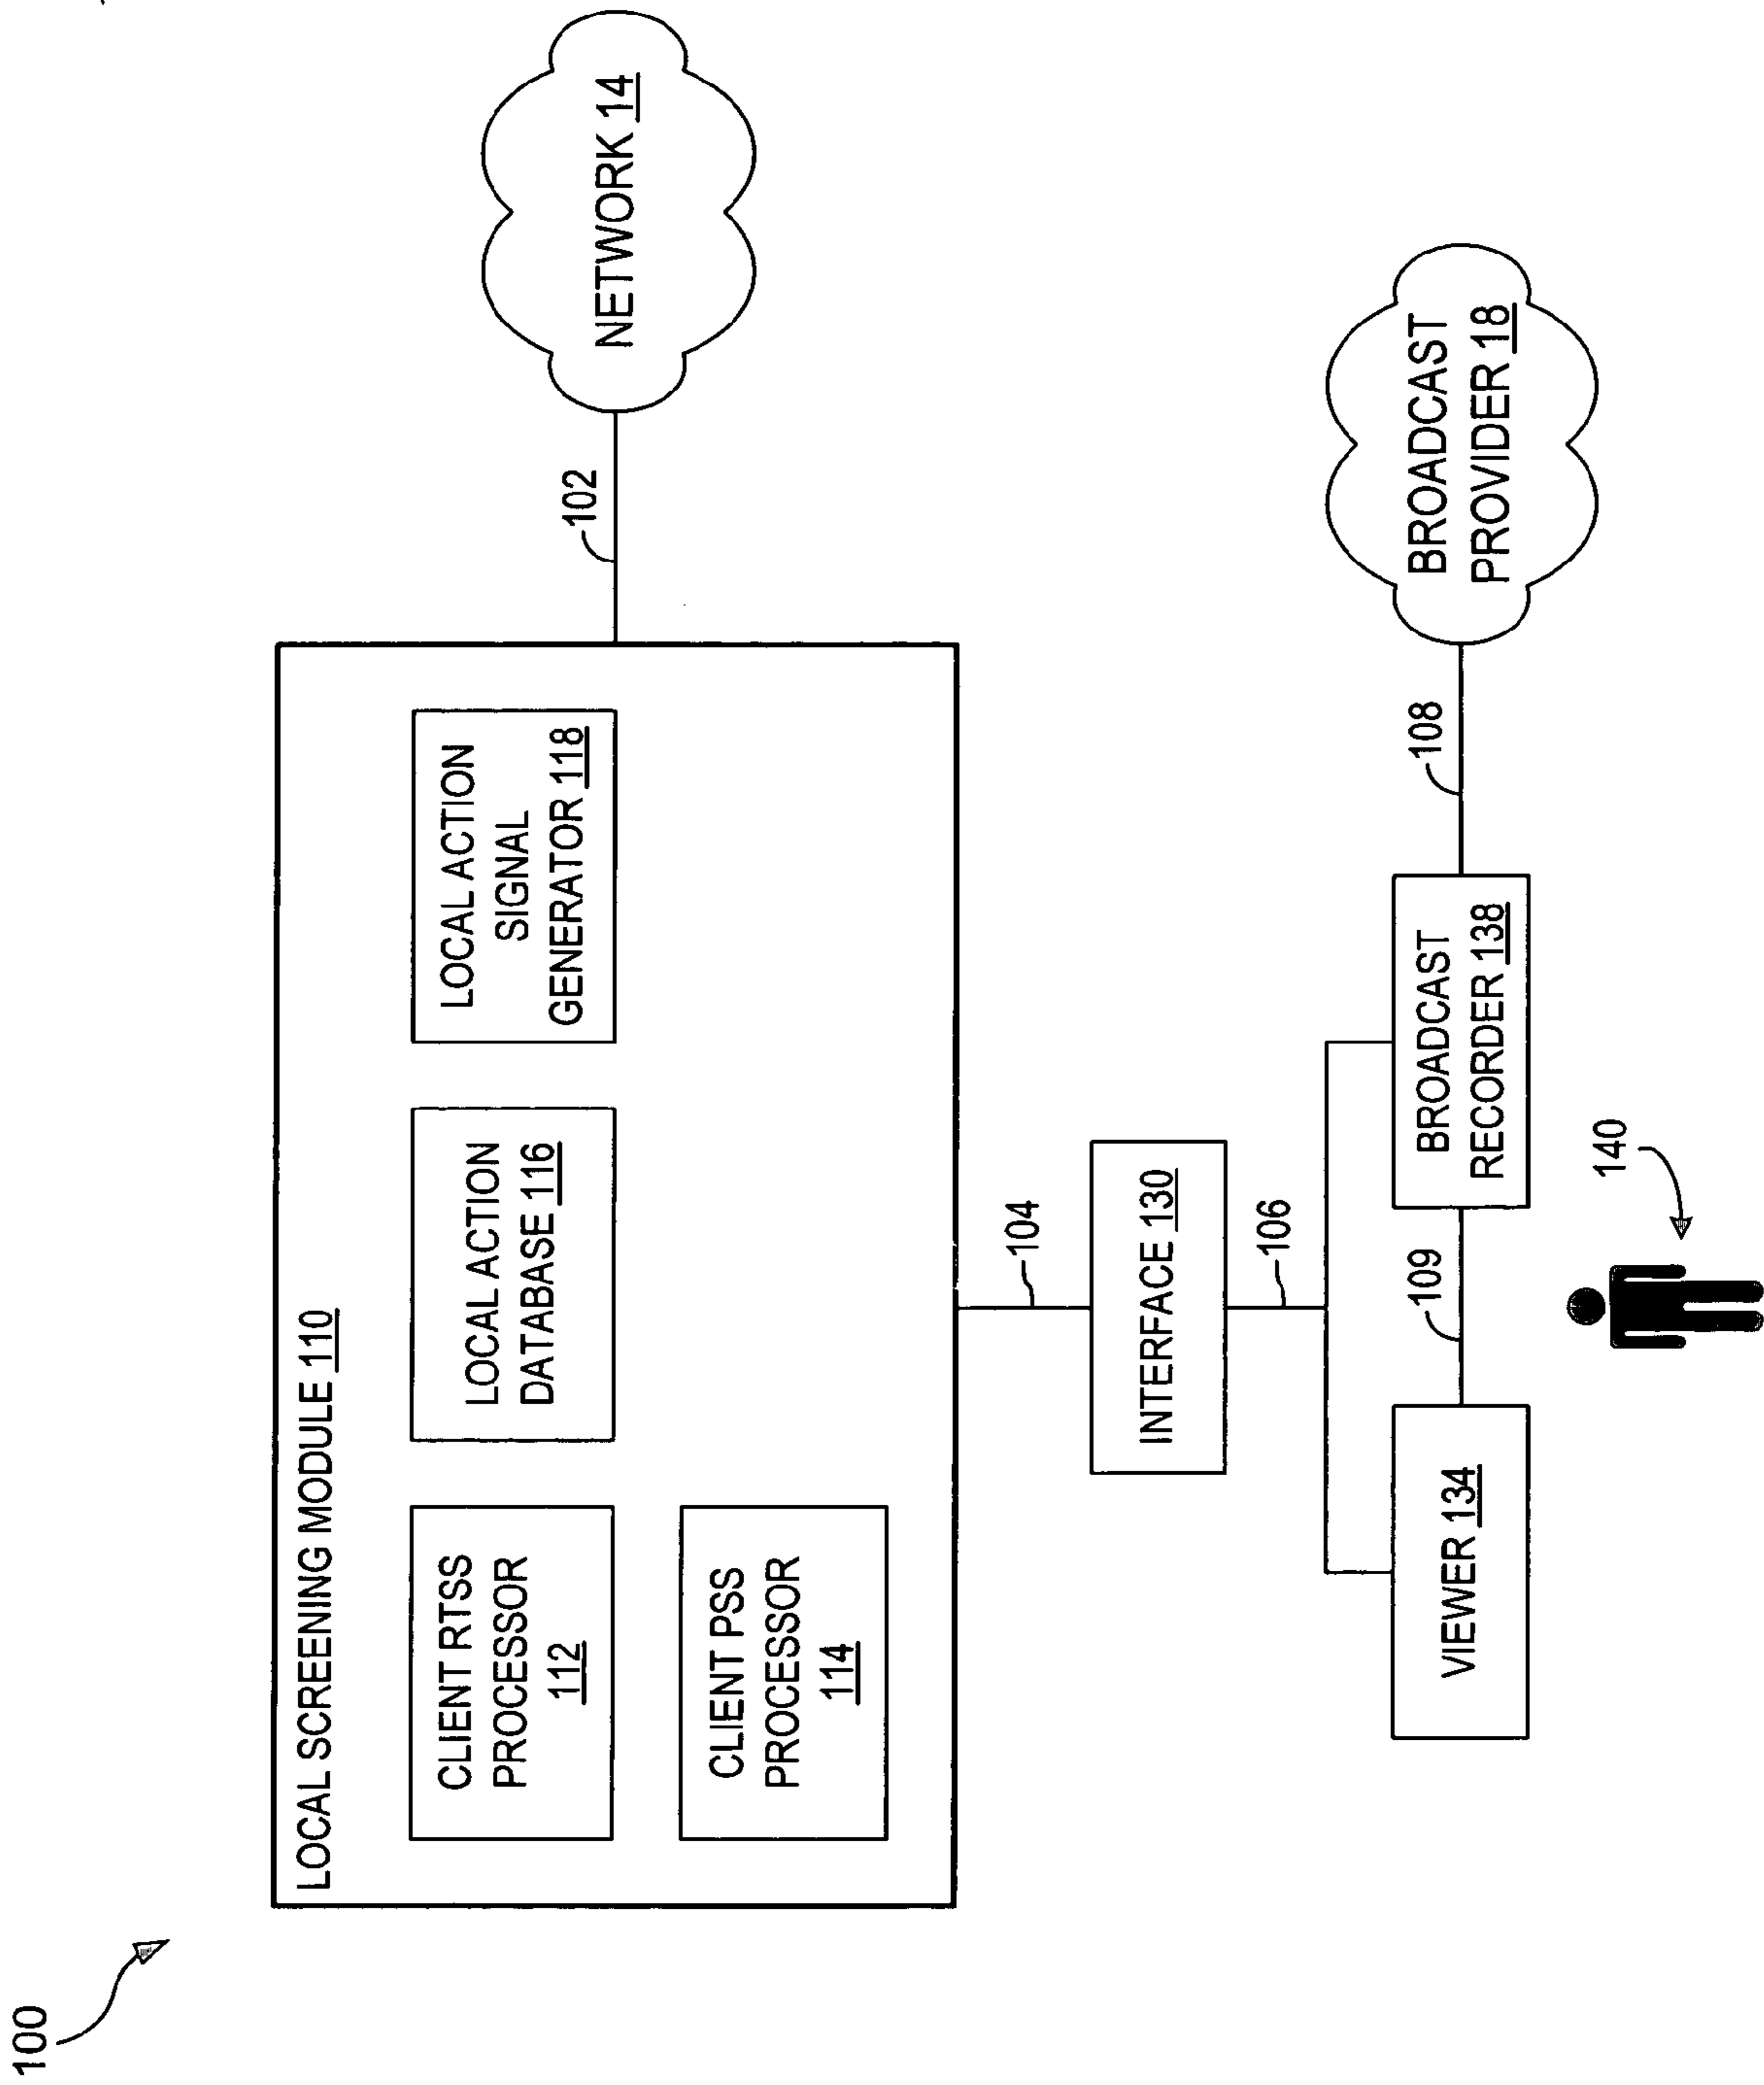 100
LOCAL SCREENING MODULE 110
CLIENT RTSS
PROCESSOR
112
LOCAL ACTION
DATABASE 116
LOCAL ACTION
SIGNAL
GENERATOR 118
CLIENT PSS
PROCESSOR
114
102
NETWORK 14
104
INTERFACE 130
106
VIEWER 134
109
BROADCAST
RECORDER 138
108
BROADCAST
PROVIDER 18
140